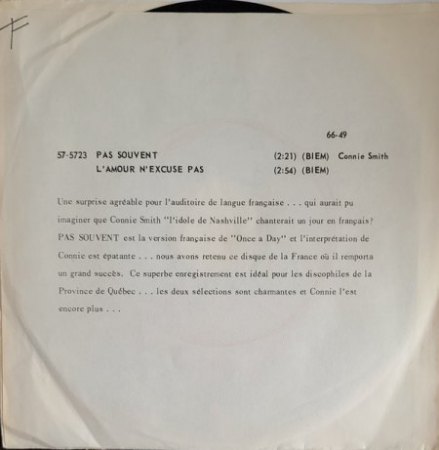 F
66-49
57-5723 PAS SOUVENT (2:21) (BIEM) Connie Smith
L'AMOUR N'EXCUSE PAS (2:54) (BIEM)
Une surprise agréable pour l'auditoire de langue française . . . qui aurait pu
imaginer que Connie Smith "l'idole de Nashville" chanterait un jour en français?
PAS SOUVENT est la version française de "Once a Day" et l'interprétation de
Connie est épatante . . . nous avons retenu ce disque de la France où il remporta
un grand succès. Ce superbe enregistrement est idéal pour les discophiles de la
Province de Québec . . . les deux sélections sont charmantes et Connie l'est
encore plus . . .